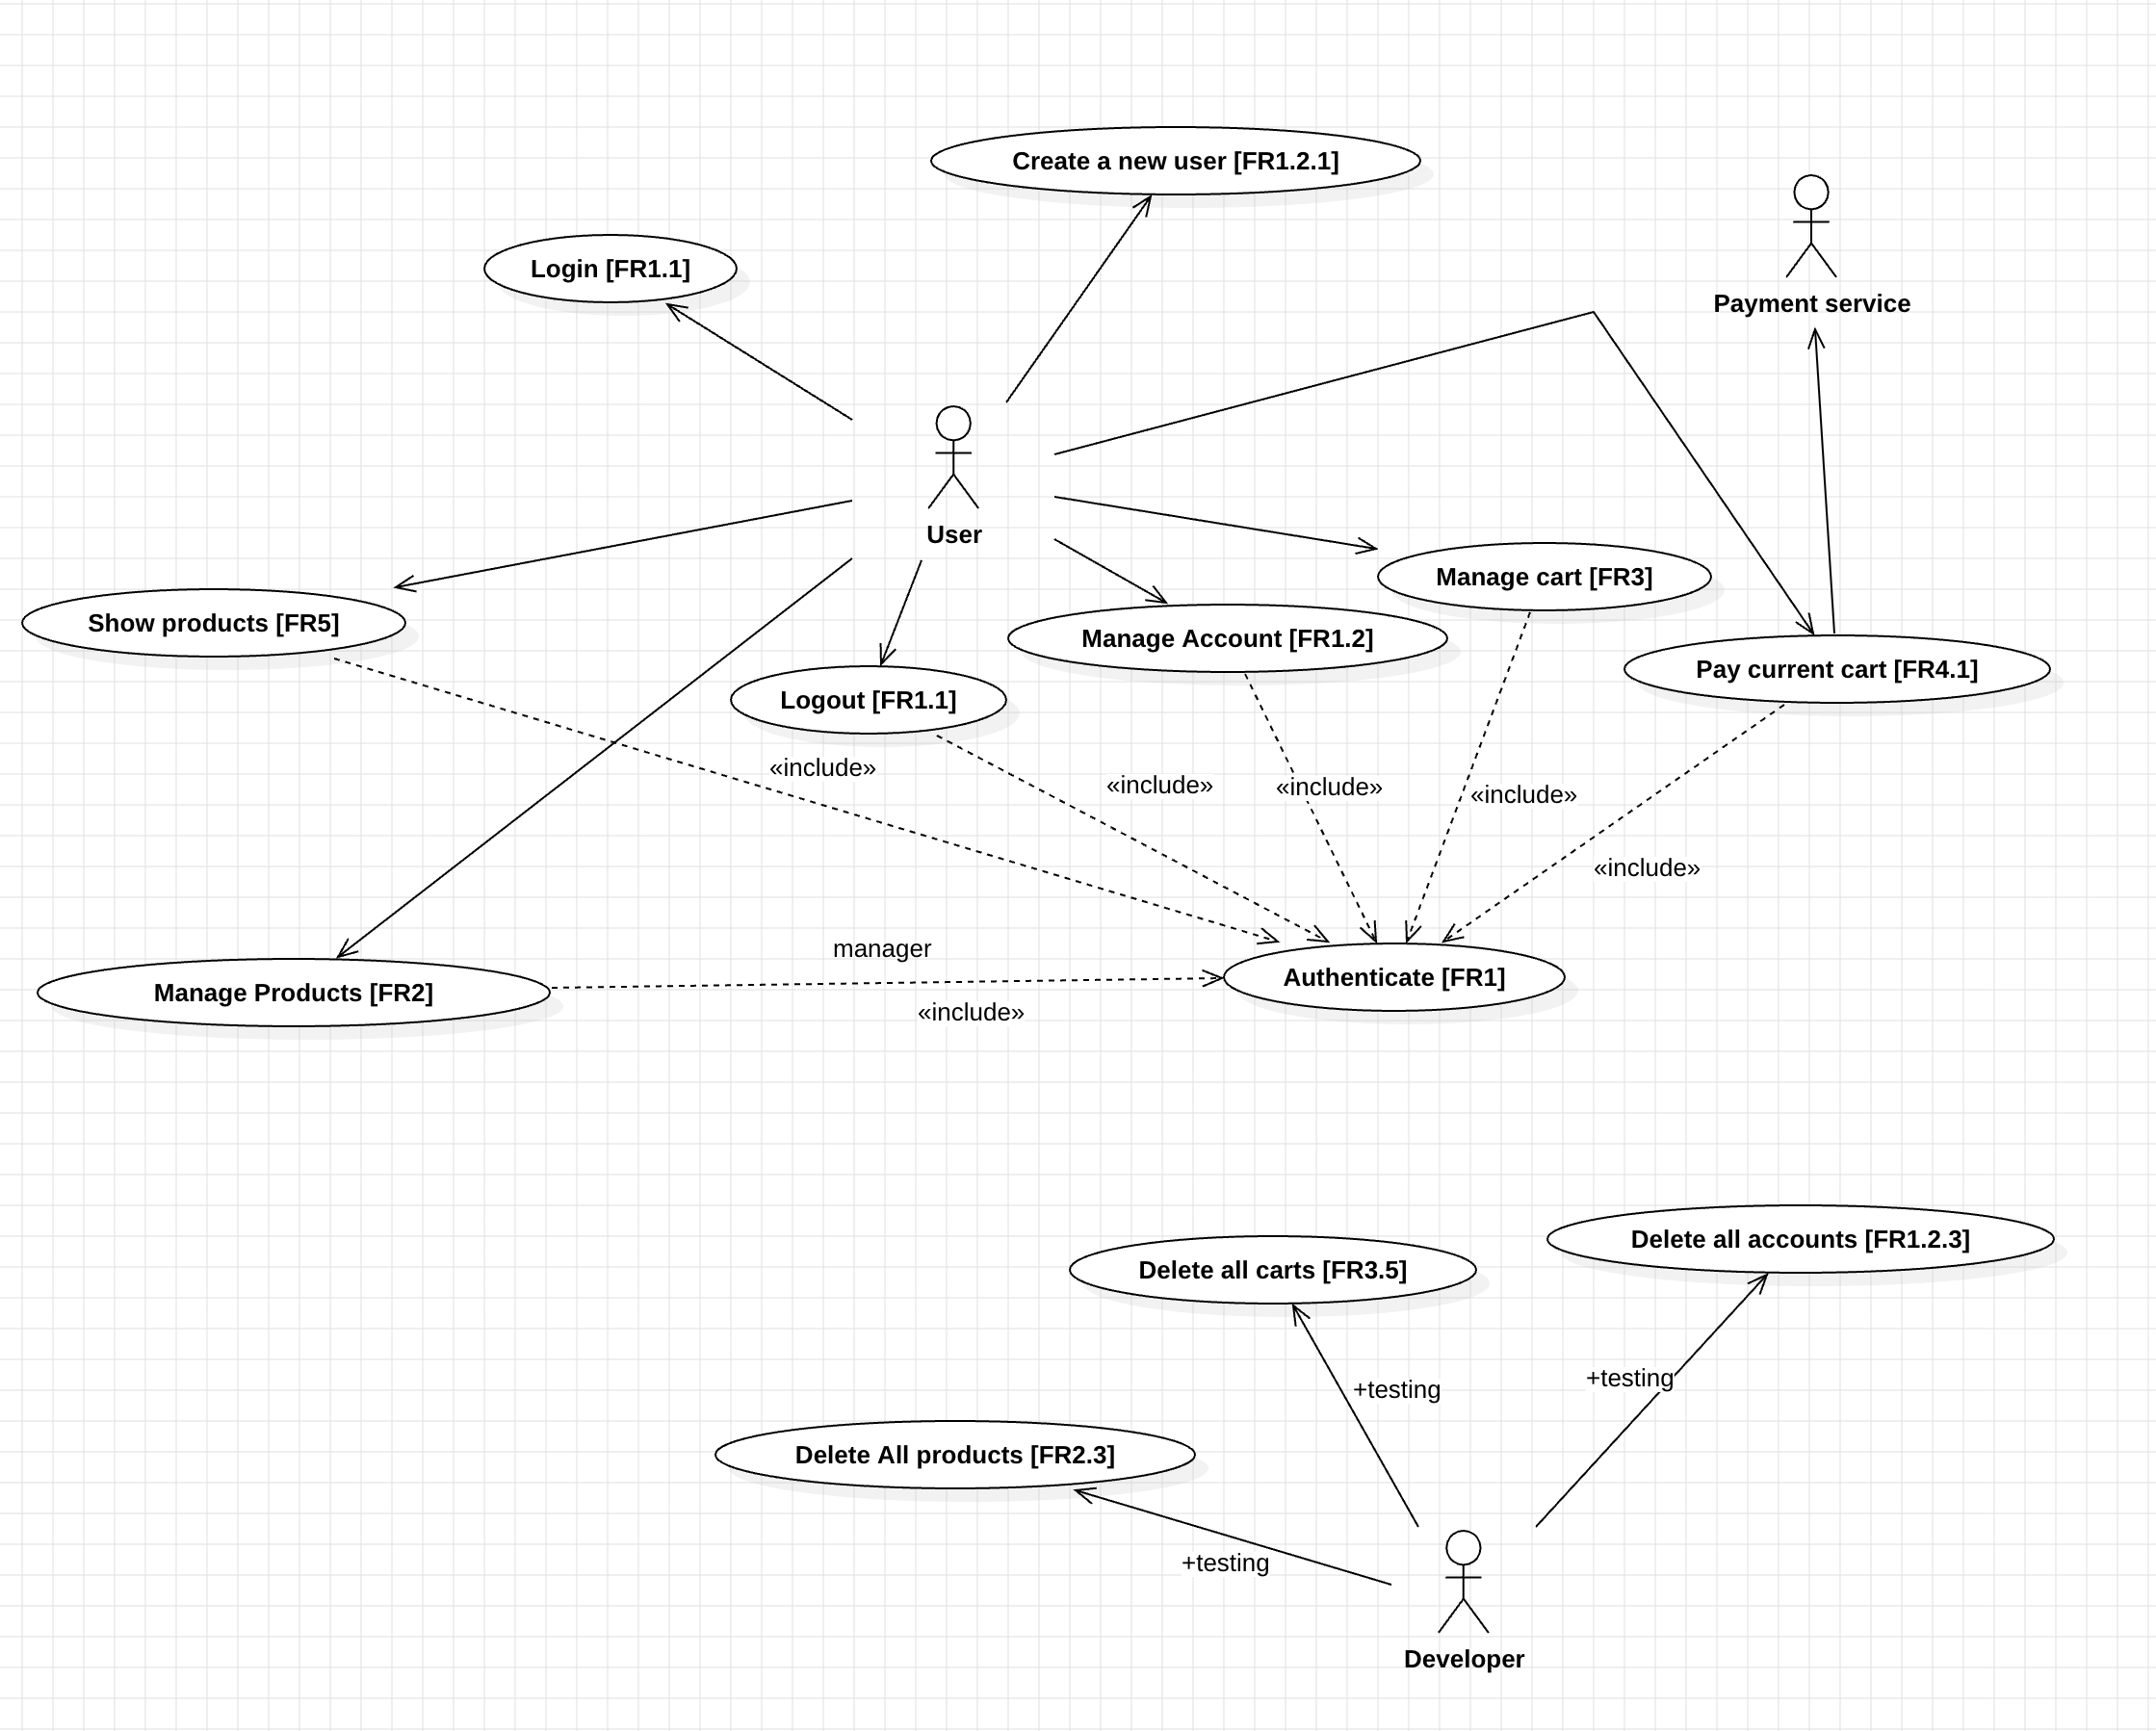 Create a new user [FR1.2.1]
Login [FR1.1]
Payment service
User
Manage cart [FR3]
Show products [FR5]
Manage Account [FR1.2]
Pay current cart [FR4.1]
Logout [FR1.1]
«include»
«include»
«include»
«include»
«include»
manager
Authenticate [FR1]
Manage Products [FR2]
«include»
Delete all accounts [FR1.2.3]
Delete all carts [FR3.5]
+testing
+testing
Delete All products [FR2.3]
+testing
Developer